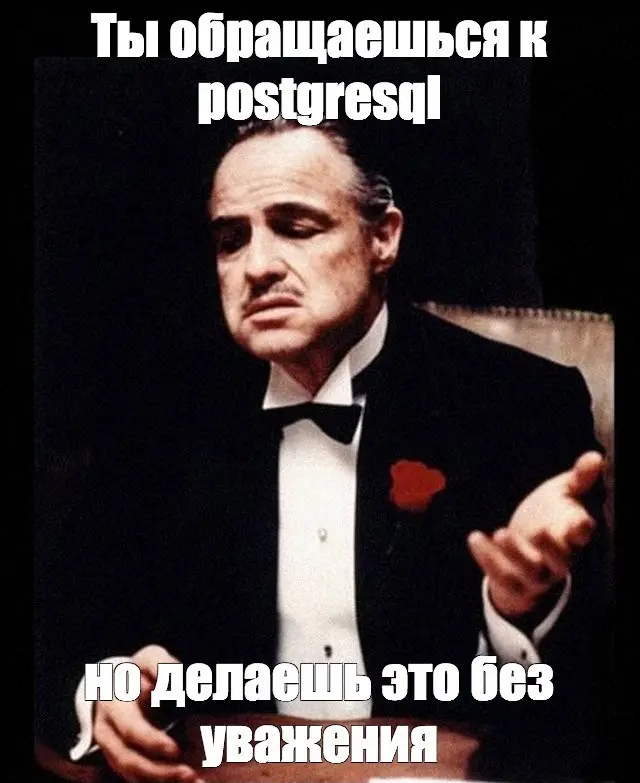 Ты обращаешься к
postgresql
но делаешь это без
уважения